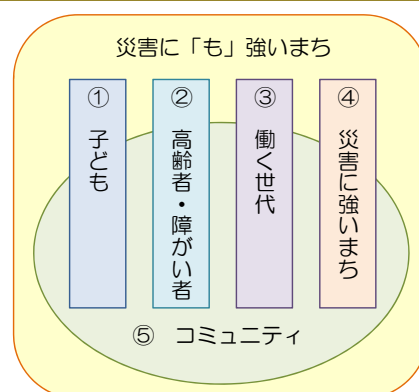 災害に「も」強いまち
① 子ども
② 高齢者・障がい者
③ 働く世代
④ 災害に強いまち
⑤ コミュニティ